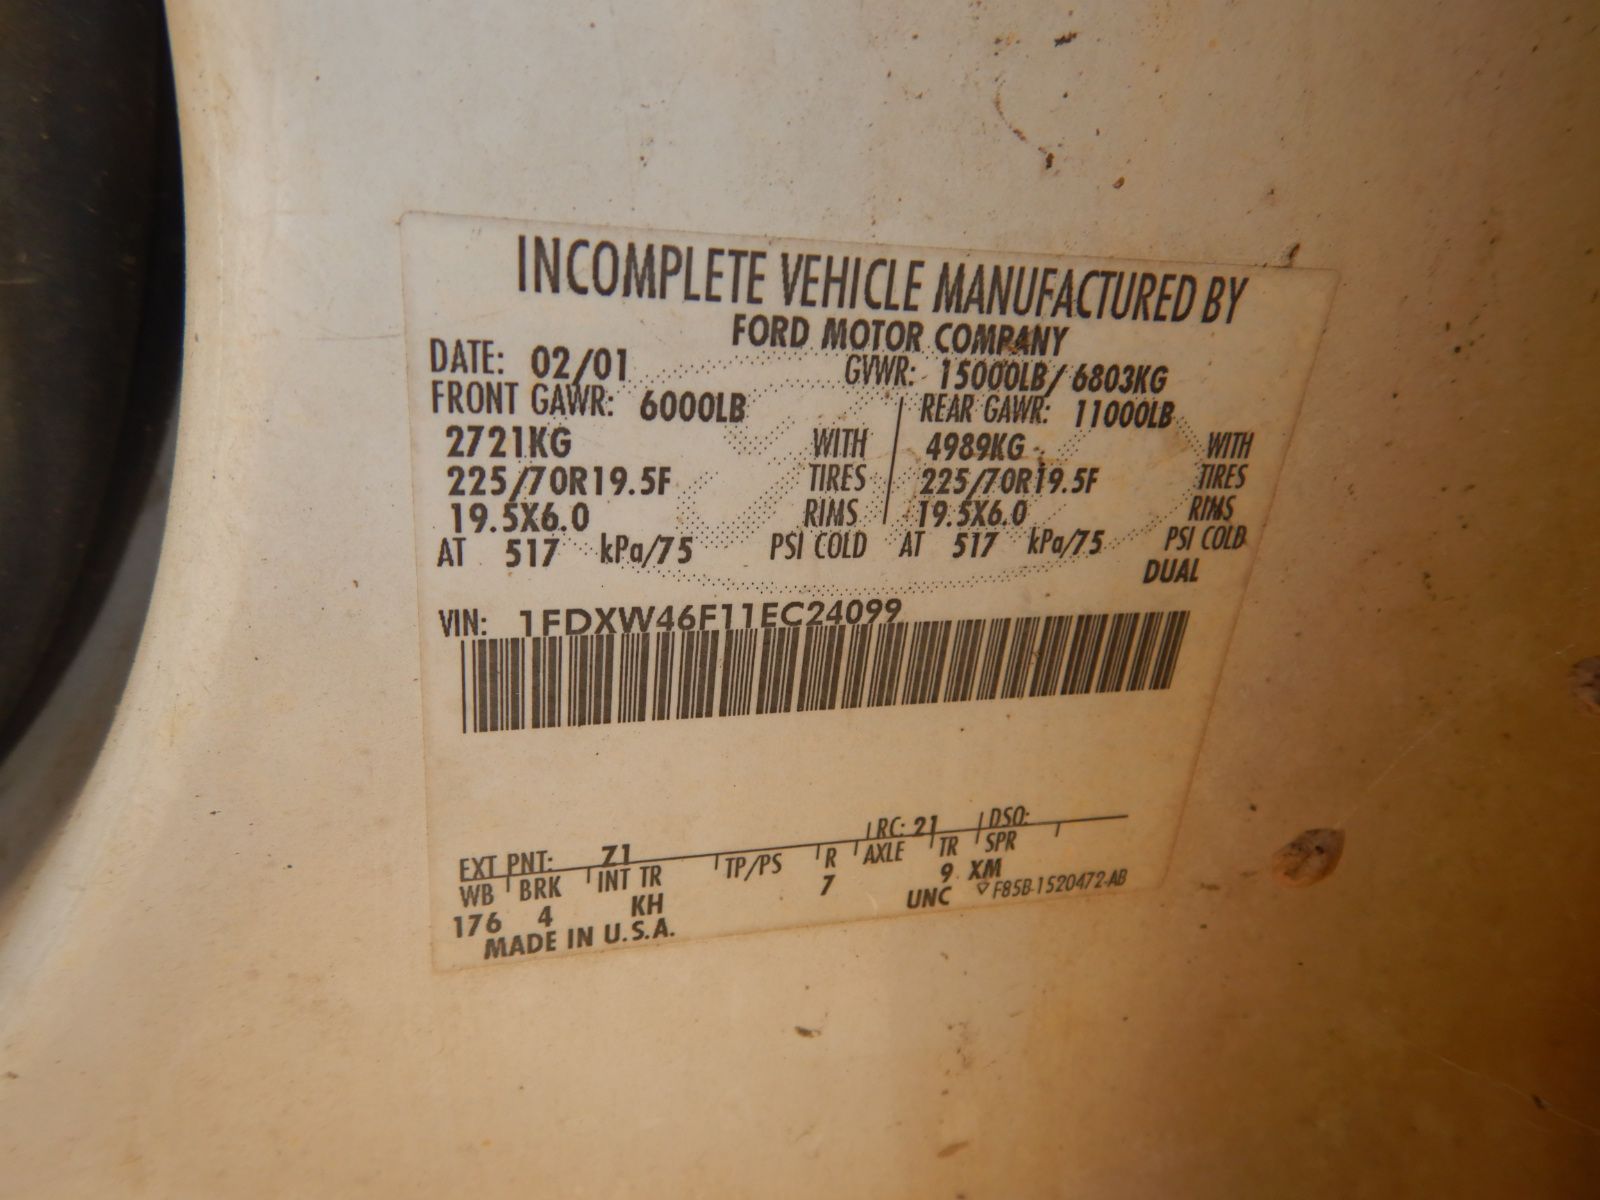 INCOMPLETE VEHICLE MANUFACTURED BY
FORD MOTOR COMPANY
DATE: 02/01 GVWR: 15000LB/ 6803KG
FRONT GAWR: 6000LB REAR GAWR: 11000LB
2721KG WITH 4989KG WITH
225/70R19.5F TIRES 225/70R19.5F TIRES
19.5X6.0 RIMS 19.5X6.0 RIMS
AT 517 kPa/75 PSI COLD AT 517 kPa/75 PSI COLD
DUAL
VIN: 1FDXW46F11EC24099
EXT PNT: Z1 RC: 21 DSO:
WB BRK INT TR TP/PS R AXLE TR SPR
176 4 KH 7 9 XM
UNC F85B-1520472-AB
MADE IN U.S.A.